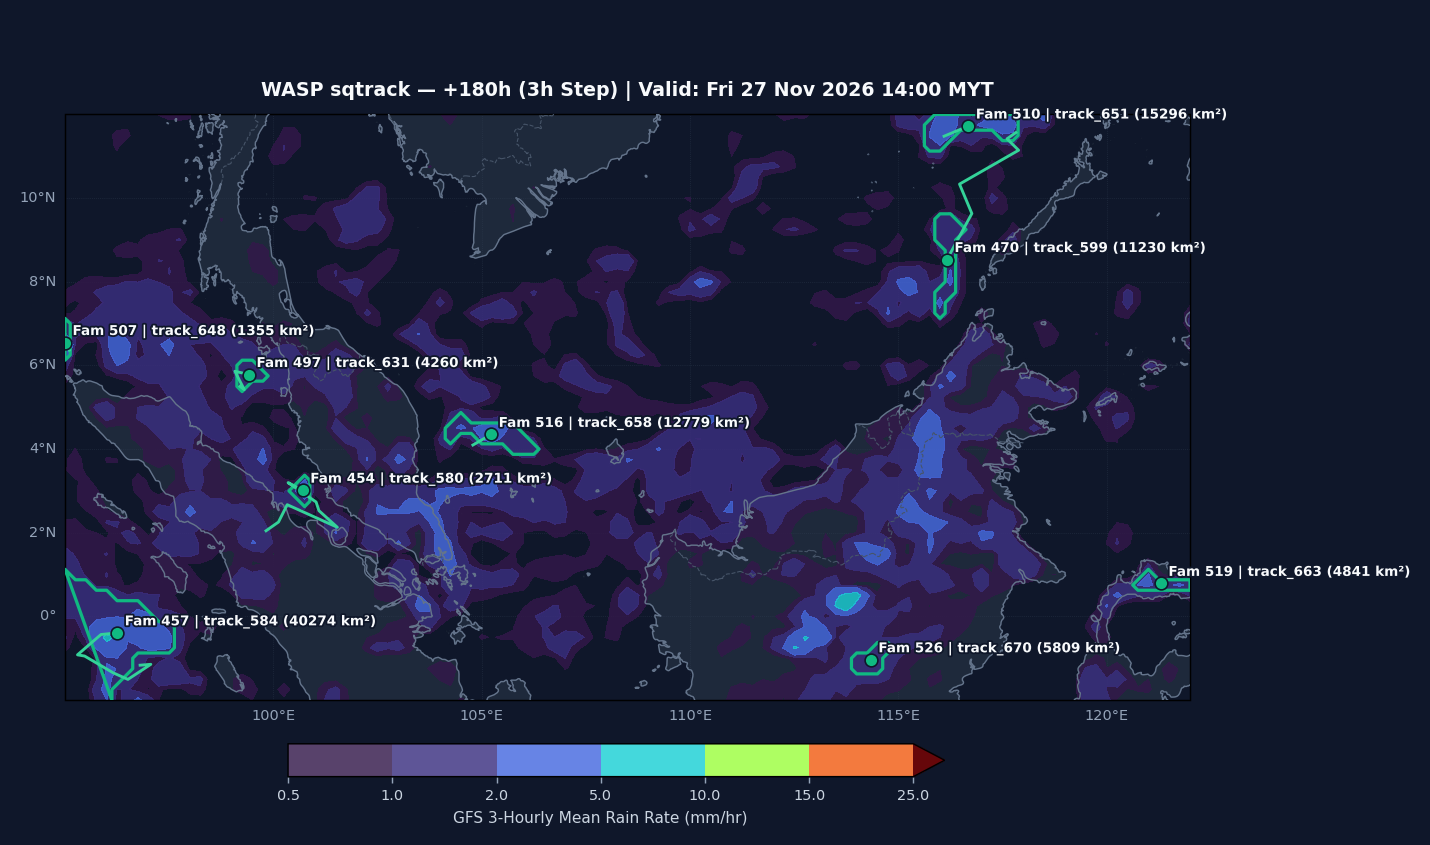 WASP sqtrack — +180h (3h Step) | Valid: Fri 27 Nov 2026 14:00 MYT
Fam 510 | track_651 (15296 km²)
10°N
Fam 470 | track_599 (11230 km²)
8°N
Fam 507 | track_648 (1355 km²)
6°N
Fam 497 | track_631 (4260 km²)
Fam 516 | track_658 (12779 km²)
4°N
Fam 454 | track_580 (2711 km²)
2°N
Fam 519 | track_663 (4841 km²)
0°
Fam 457 | track_584 (40274 km²)
Fam 526 | track_670 (5809 km²)
100°E 105°E 110°E 115°E 120°E
0.5 1.0 2.0 5.0 10.0 15.0 25.0
GFS 3-Hourly Mean Rain Rate (mm/hr)